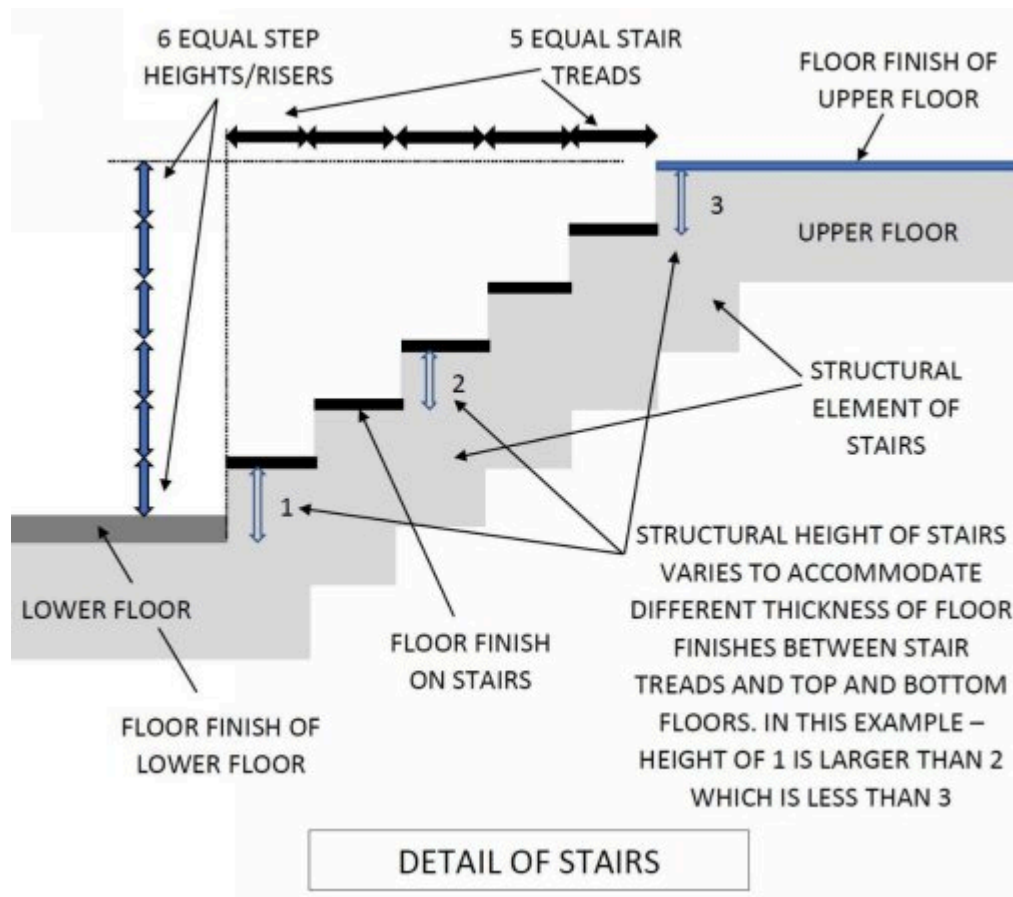 6 EQUAL STEP
HEIGHTS/RISERS
5 EQUAL STAIR
TREADS
FLOOR FINISH OF
UPPER FLOOR
3
UPPER FLOOR
2
STRUCTURAL
ELEMENT OF
STAIRS
1
LOWER FLOOR
FLOOR FINISH
ON STAIRS
STRUCTURAL HEIGHT OF STAIRS
VARIES TO ACCOMMODATE
DIFFERENT THICKNESS OF FLOOR
FINISHES BETWEEN STAIR
TREADS AND TOP AND BOTTOM
FLOORS. IN THIS EXAMPLE –
HEIGHT OF 1 IS LARGER THAN 2
WHICH IS LESS THAN 3
FLOOR FINISH OF
LOWER FLOOR
DETAIL OF STAIRS